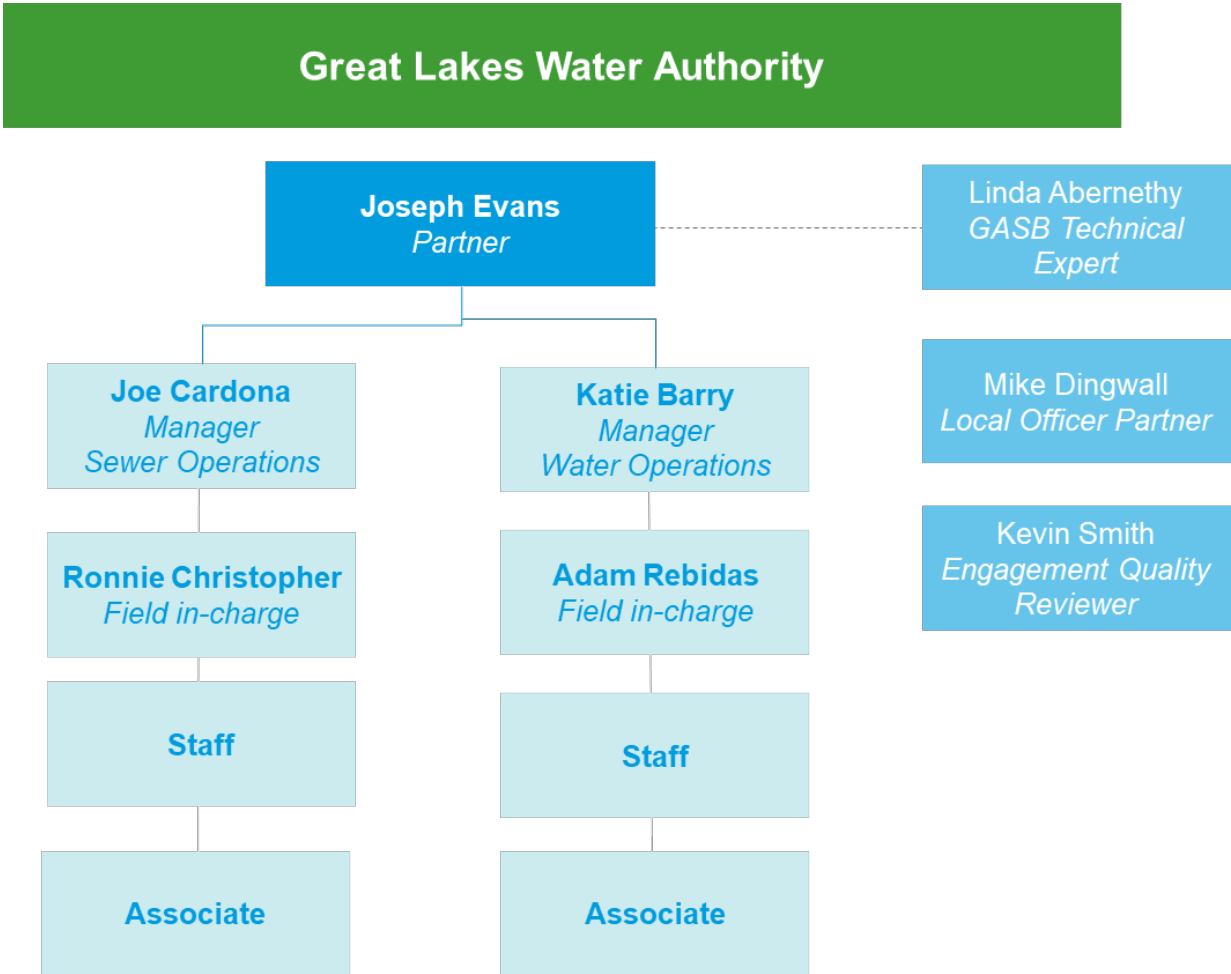 Great Lakes Water Authority
Joseph Evans
Partner
Linda Abernethy
GASB Technical
Expert
Joe Cardona
Manager
Sewer Operations
Katie Barry
Manager
Water Operations
Mike Dingwall
Local Officer Partner
Ronnie Christopher
Field in-charge
Adam Rebidas
Field in-charge
Kevin Smith
Engagement Quality
Reviewer
Staff
Staff
Associate
Associate